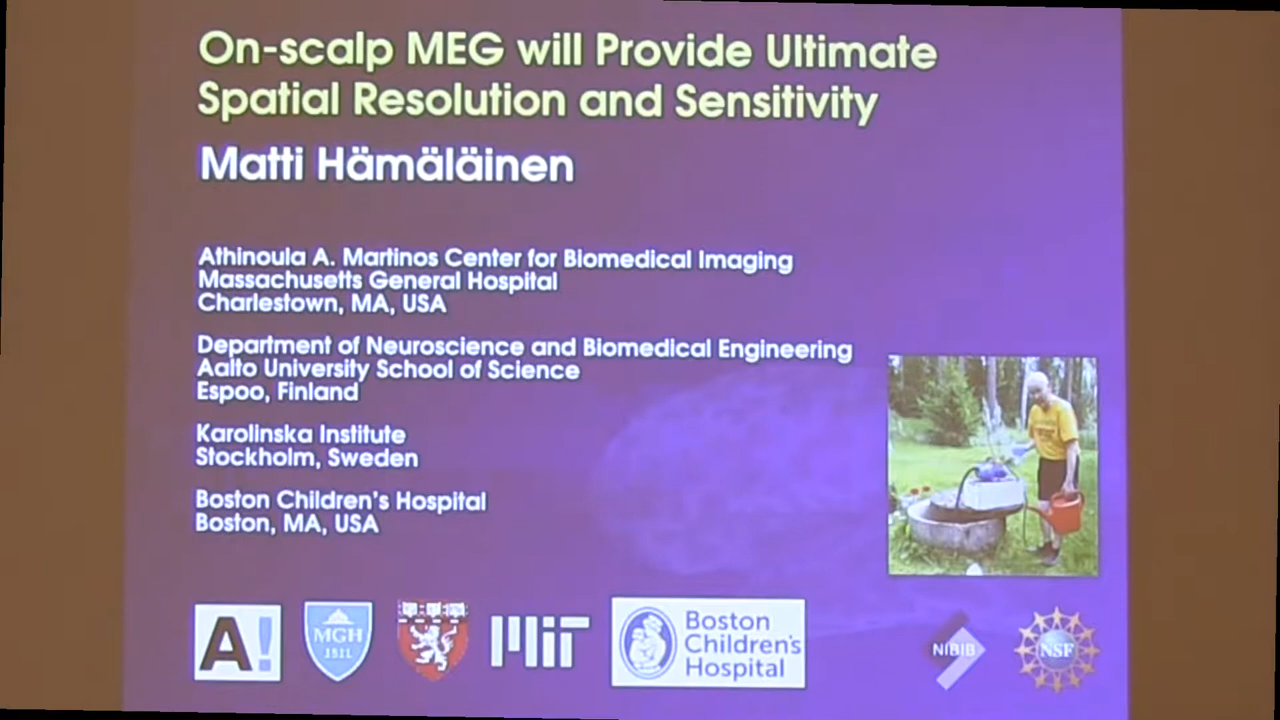 On-scalp MEG will Provide Ultimate
Spatial Resolution and Sensitivity
Matti Hämäläinen
Athinoula A. Martinos Center for Biomedical Imaging
Massachusetts General Hospital
Charlestown, MA, USA
Department of Neuroscience and Biomedical Engineering
Aalto University School of Science
Espoo, Finland
Karolinska Institute
Stockholm, Sweden
Boston Children's Hospital
Boston, MA, USA
A!
MGH
1811
MIT
Boston
Children's
Hospital
NIBIB
NSF